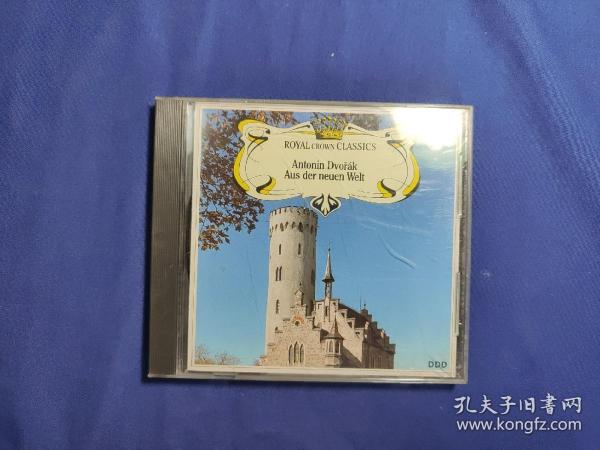 ROYAL CROWN CLASSICS
Antonín Dvořák
Aus der neuen Welt
DDD
孔夫子旧书网
www.kongfz.com